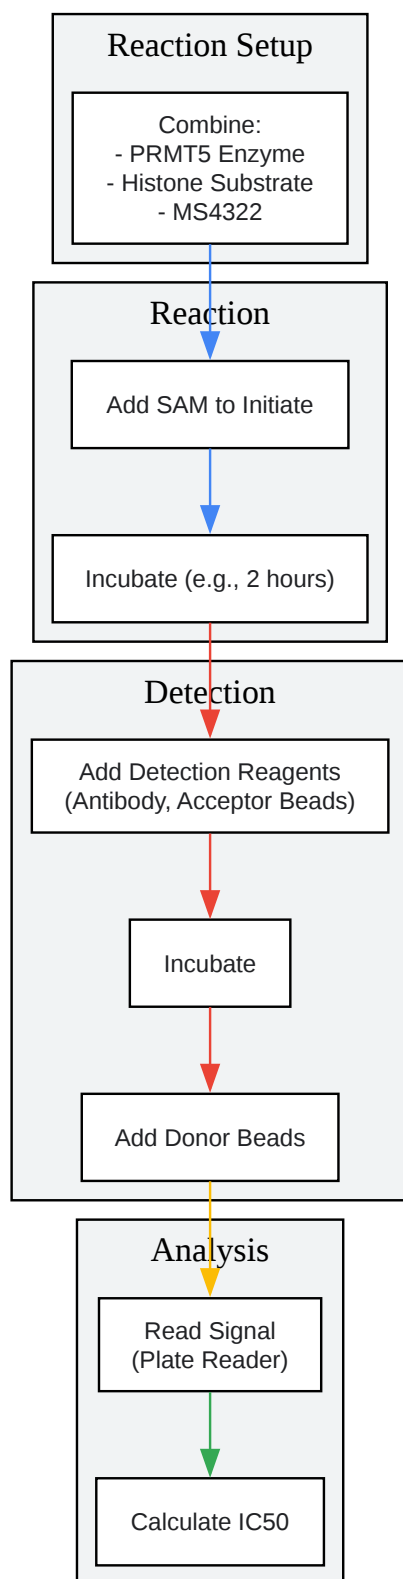 Reaction Setup
Combine:
- PRMT5 Enzyme
- Histone Substrate
- MS4322
Reaction
Add SAM to Initiate
Incubate (e.g., 2 hours)
Detection
Add Detection Reagents
(Antibody, Acceptor Beads)
Incubate
Add Donor Beads
Analysis
Read Signal
(Plate Reader)
Calculate IC50